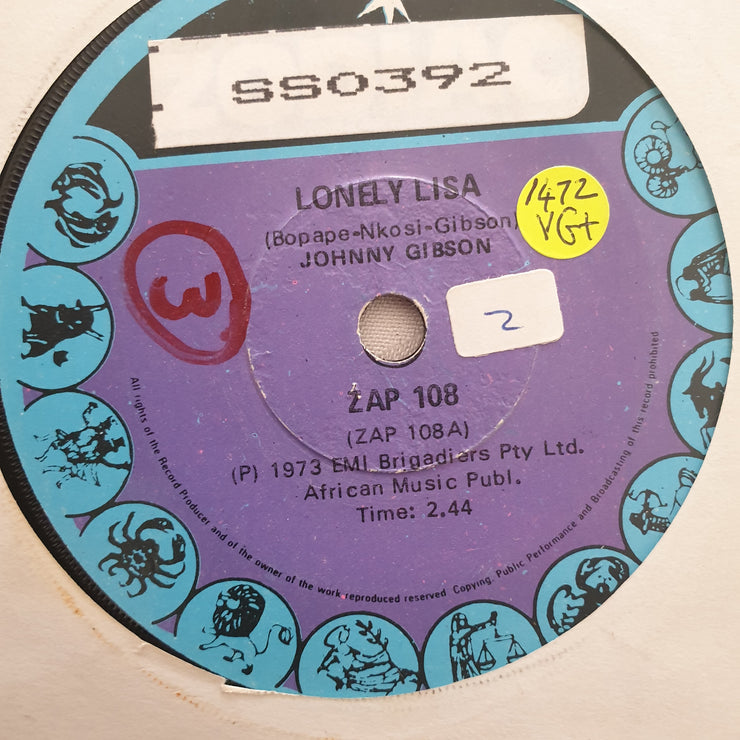 SS0392
LONELY LISA
(Bopape-Nkosi-Gibson)
JOHNNY GIBSON
1472
VG+
3
2
ZAP 108
(ZAP 108A)
(P) 1973 EMI Brigadiers Pty Ltd.
African Music Publ.
Time: 2.44
All rights of the Record Producer and of the owner of the work reproduced reserved Copying, Public Performance and Broadcasting of this record prohibited